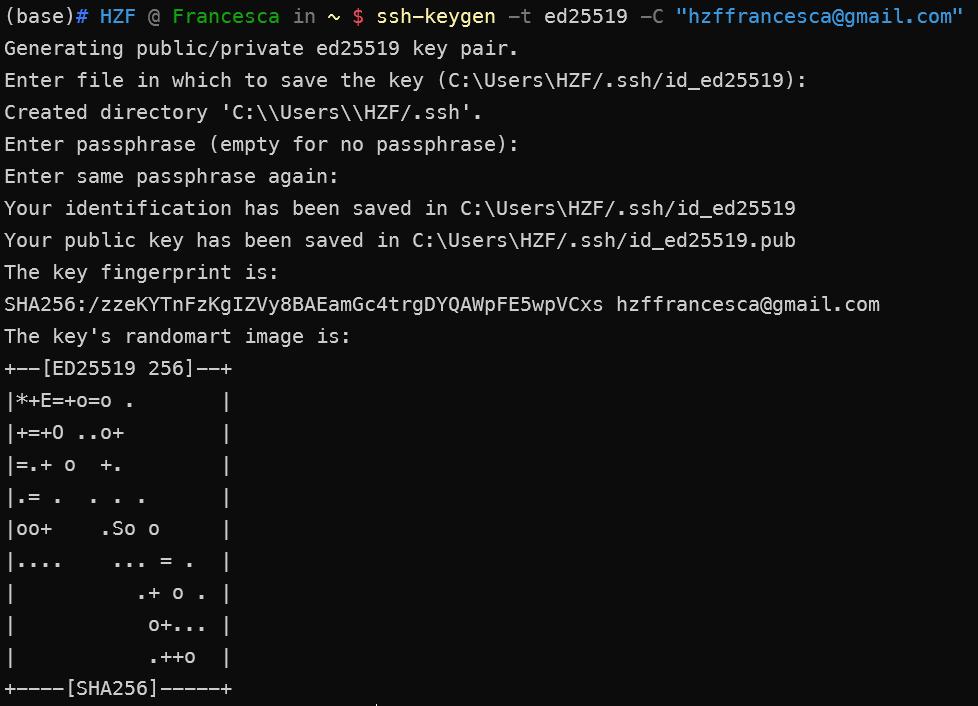 (base)# HZF @ Francesca in ~ $ ssh-keygen -t ed25519 -C "hzffrancesca@gmail.com"
Generating public/private ed25519 key pair.
Enter file in which to save the key (C:\Users\HZF/.ssh/id_ed25519):
Created directory 'C:\\Users\\HZF/.ssh'.
Enter passphrase (empty for no passphrase):
Enter same passphrase again:
Your identification has been saved in C:\Users\HZF/.ssh/id_ed25519
Your public key has been saved in C:\Users\HZF/.ssh/id_ed25519.pub
The key fingerprint is:
SHA256:/zzeKYTnFzKgIZVy8BAEamGc4trgDYQAWpFE5wpVCxs hzffrancesca@gmail.com
The key's randomart image is:
+--[ED25519 256]--+
|*+E=+o=o .       |
|+=+O ..o+        |
|=.+ o  +.        |
|.= .  . . .      |
|oo+    .So o     |
|....    ... = .  |
|          .+ o . |
|           o+... |
|           .++o  |
+----[SHA256]-----+